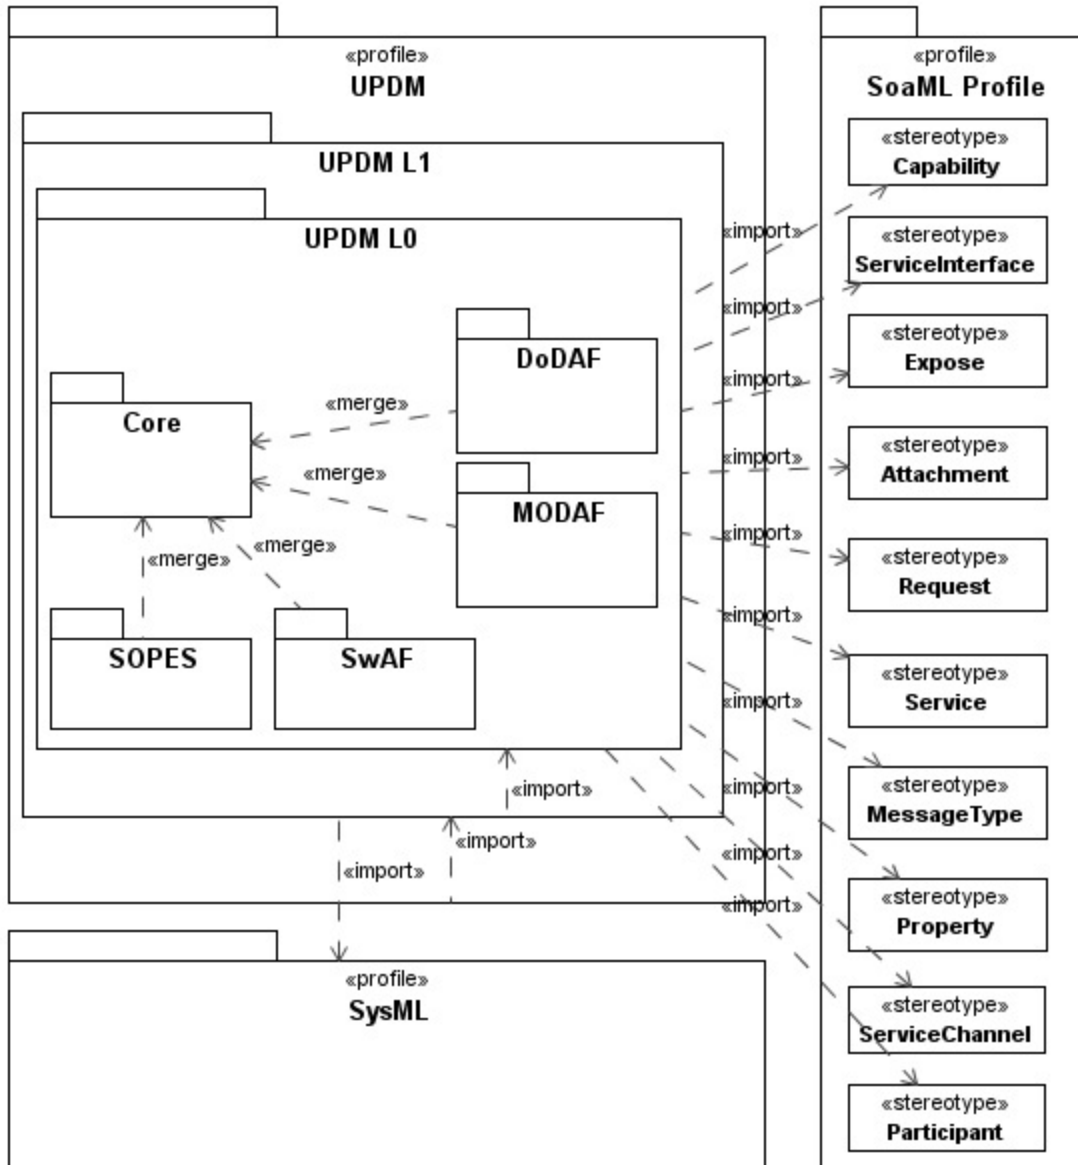 «profile»
UPDM
UPDM L1
UPDM L0
DoDAF
Core
«merge»
«merge»
MODAF
«merge»
«merge»
SOPES
SwAF
«import»
«import»
«import»
«profile»
SysML
«import»
«import»
«import»
«import»
«import»
«import»
«import»
«import»
«import»
«import»
«profile»
SoaML Profile
«stereotype»
Capability
«stereotype»
ServiceInterface
«stereotype»
Expose
«stereotype»
Attachment
«stereotype»
Request
«stereotype»
Service
«stereotype»
MessageType
«stereotype»
Property
«stereotype»
ServiceChannel
«stereotype»
Participant